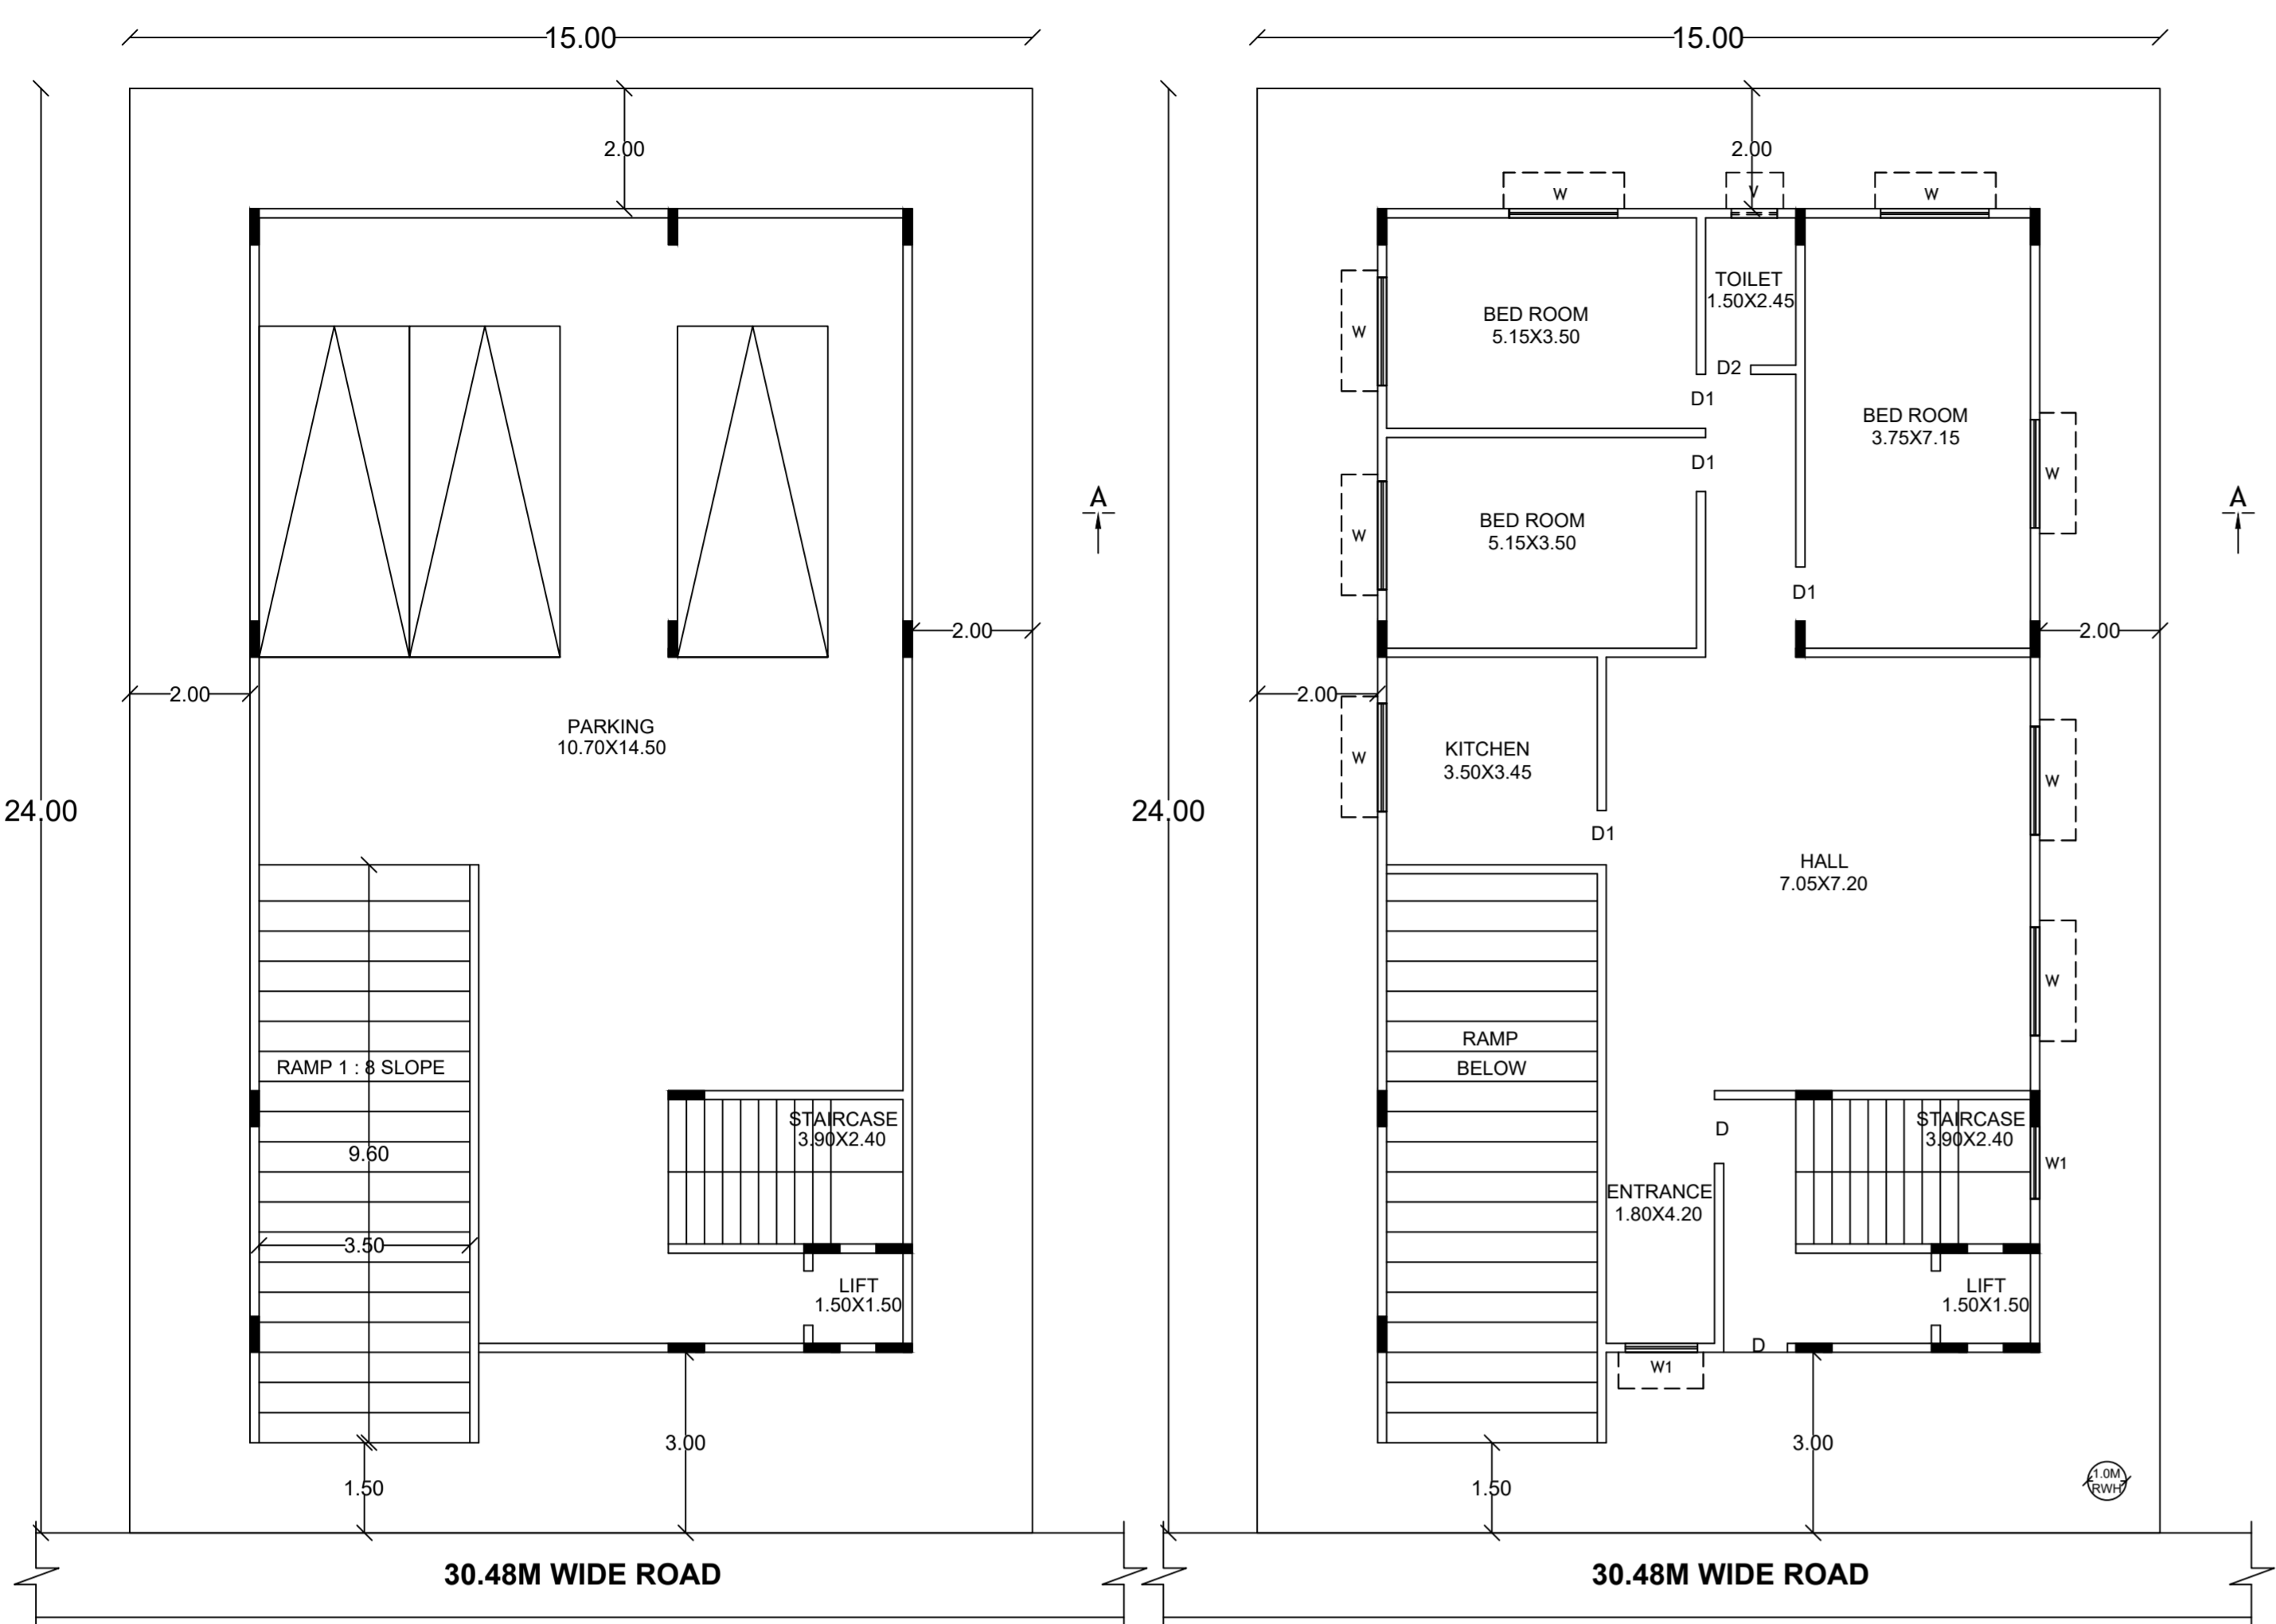 15.00
2.00
A
2.00
2.00
PARKING
10.70X14.50
24.00
RAMP 1 : 8 SLOPE
STAIRCASE
3.90X2.40
9.60
3.50
LIFT
1.50X1.50
3.00
1.50
30.48M WIDE ROAD
15.00
2.00
W
V
W
TOILET
1.50X2.45
BED ROOM
5.15X3.50
W
D2
D1
BED ROOM
3.75X7.15
D1
W
A
BED ROOM
5.15X3.50
W
D1
2.00
2.00
KITCHEN
3.50X3.45
W
W
24.00
D1
HALL
7.05X7.20
W
RAMP
BELOW
STAIRCASE
3.90X2.40
D
W1
ENTRANCE
1.80X4.20
LIFT
1.50X1.50
D
W1
3.00
1.50
1.0M
RWH
30.48M WIDE ROAD